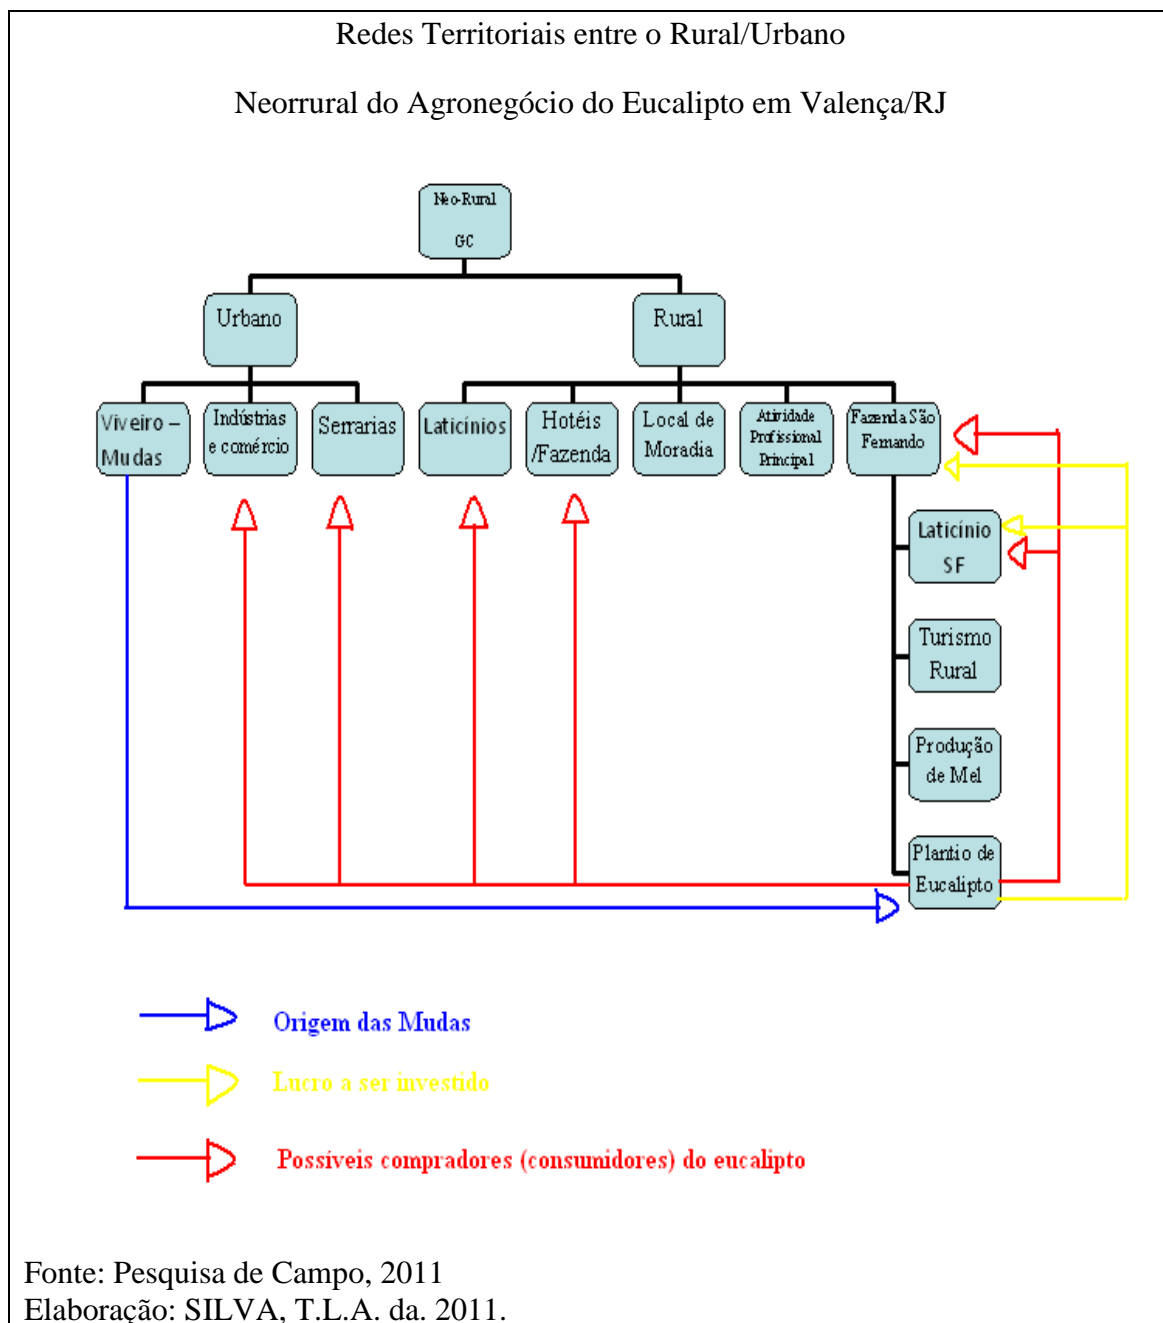 Redes Territoriais entre o Rural/Urbano
Neorrural do Agronegócio do Eucalipto em Valença/RJ
Neo-Rural
GC
Urbano
Rural
Viveiro –
Mudas
Indústrias
e comércio
Serrarias
Laticínios
Hotéis
/Fazenda
Local de
Moradia
Atividade
Profissional
Principal
Fazenda São
Fernando
Laticínio
SF
Turismo
Rural
Produção
de Mel
Plantio de
Eucalipto
Origem das Mudas
Lucro a ser investido
Possíveis compradores (consumidores) do eucalipto
Fonte: Pesquisa de Campo, 2011
Elaboração: SILVA, T.L.A. da. 2011.